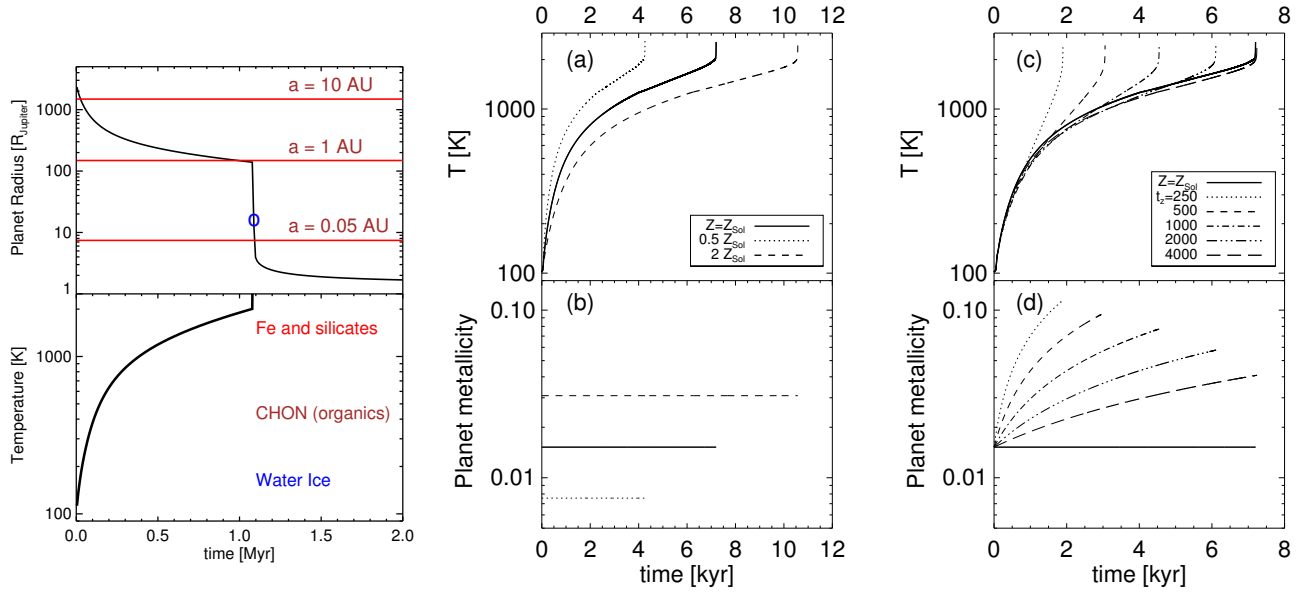 Planet Radius [R_Jupiter]
1000
100
10
1
a = 10 AU
a = 1 AU
a = 0.05 AU
0
Temperature [K]
1000
100
Fe and silicates
CHON (organics)
Water Ice
0.0 0.5 1.0 1.5 2.0
time [Myr]
0 2 4 6 8 10 12
(a)
T [K]
1000
100
Z=Z_Sol
0.5 Z_Sol
2 Z_Sol
(b)
Planet metallicity
0.10
0.01
0 2 4 6 8 10 12
time [kyr]
0 2 4 6 8
(c)
T [K]
1000
100
Z=Z_Sol
t_z=250
500
1000
2000
4000
(d)
Planet metallicity
0.10
0.01
0 2 4 6 8
time [kyr]